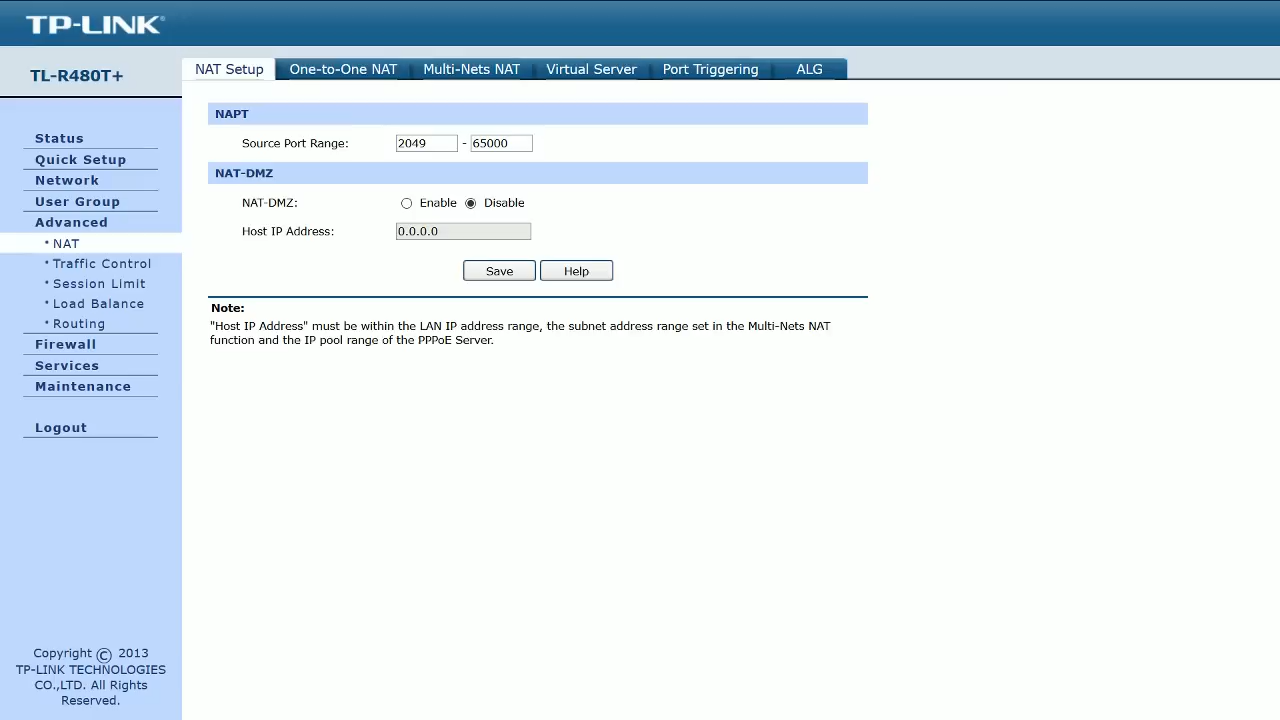 TP-LINK®
TL-R480T+
NAT Setup One-to-One NAT Multi-Nets NAT Virtual Server Port Triggering ALG
Status
Quick Setup
Network
User Group
Advanced
• NAT
• Traffic Control
• Session Limit
• Load Balance
• Routing
Firewall
Services
Maintenance
Logout
Copyright © 2013
TP-LINK TECHNOLOGIES
CO.,LTD. All Rights
Reserved.
NAPT
Source Port Range: 2049 - 65000
NAT-DMZ
NAT-DMZ: Enable Disable
Host IP Address: 0.0.0.0
Save Help
Note:
"Host IP Address" must be within the LAN IP address range, the subnet address range set in the Multi-Nets NAT
function and the IP pool range of the PPPoE Server.